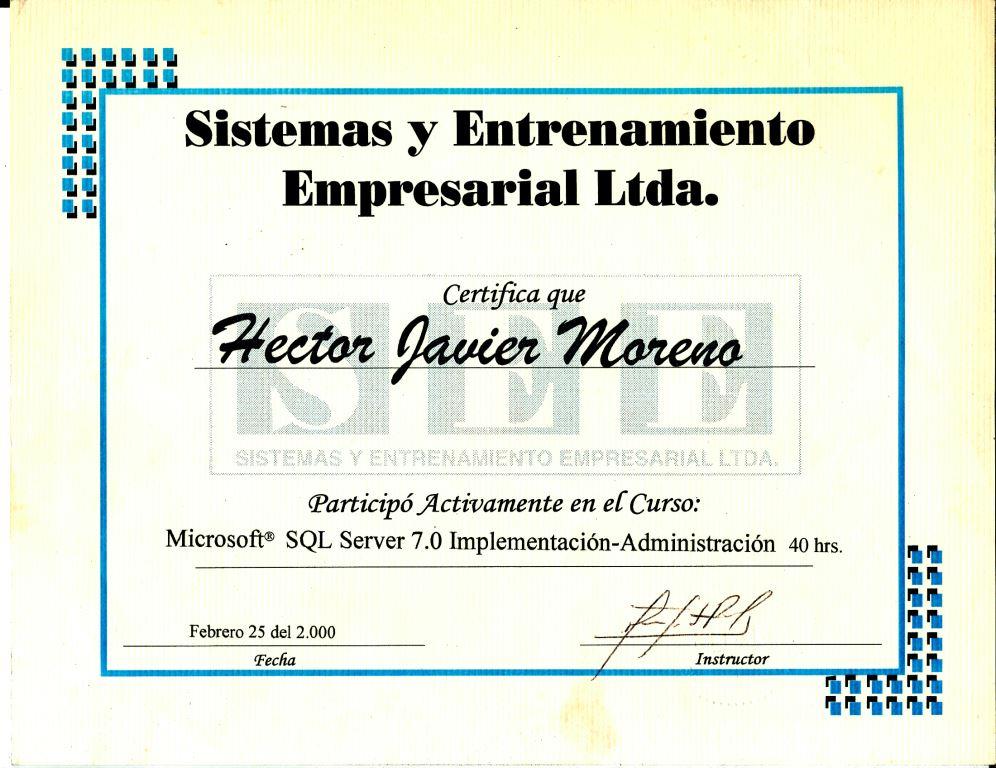 Sistemas y Entrenamiento
Empresarial Ltda.
Certifica que
Hector Javier Moreno
SEE
SISTEMAS Y ENTRENAMIENTO EMPRESARIAL LTDA.
Participó Activamente en el Curso:
Microsoft® SQL Server 7.0 Implementación-Administración 40 hrs.
Febrero 25 del 2.000
Fecha
Instructor